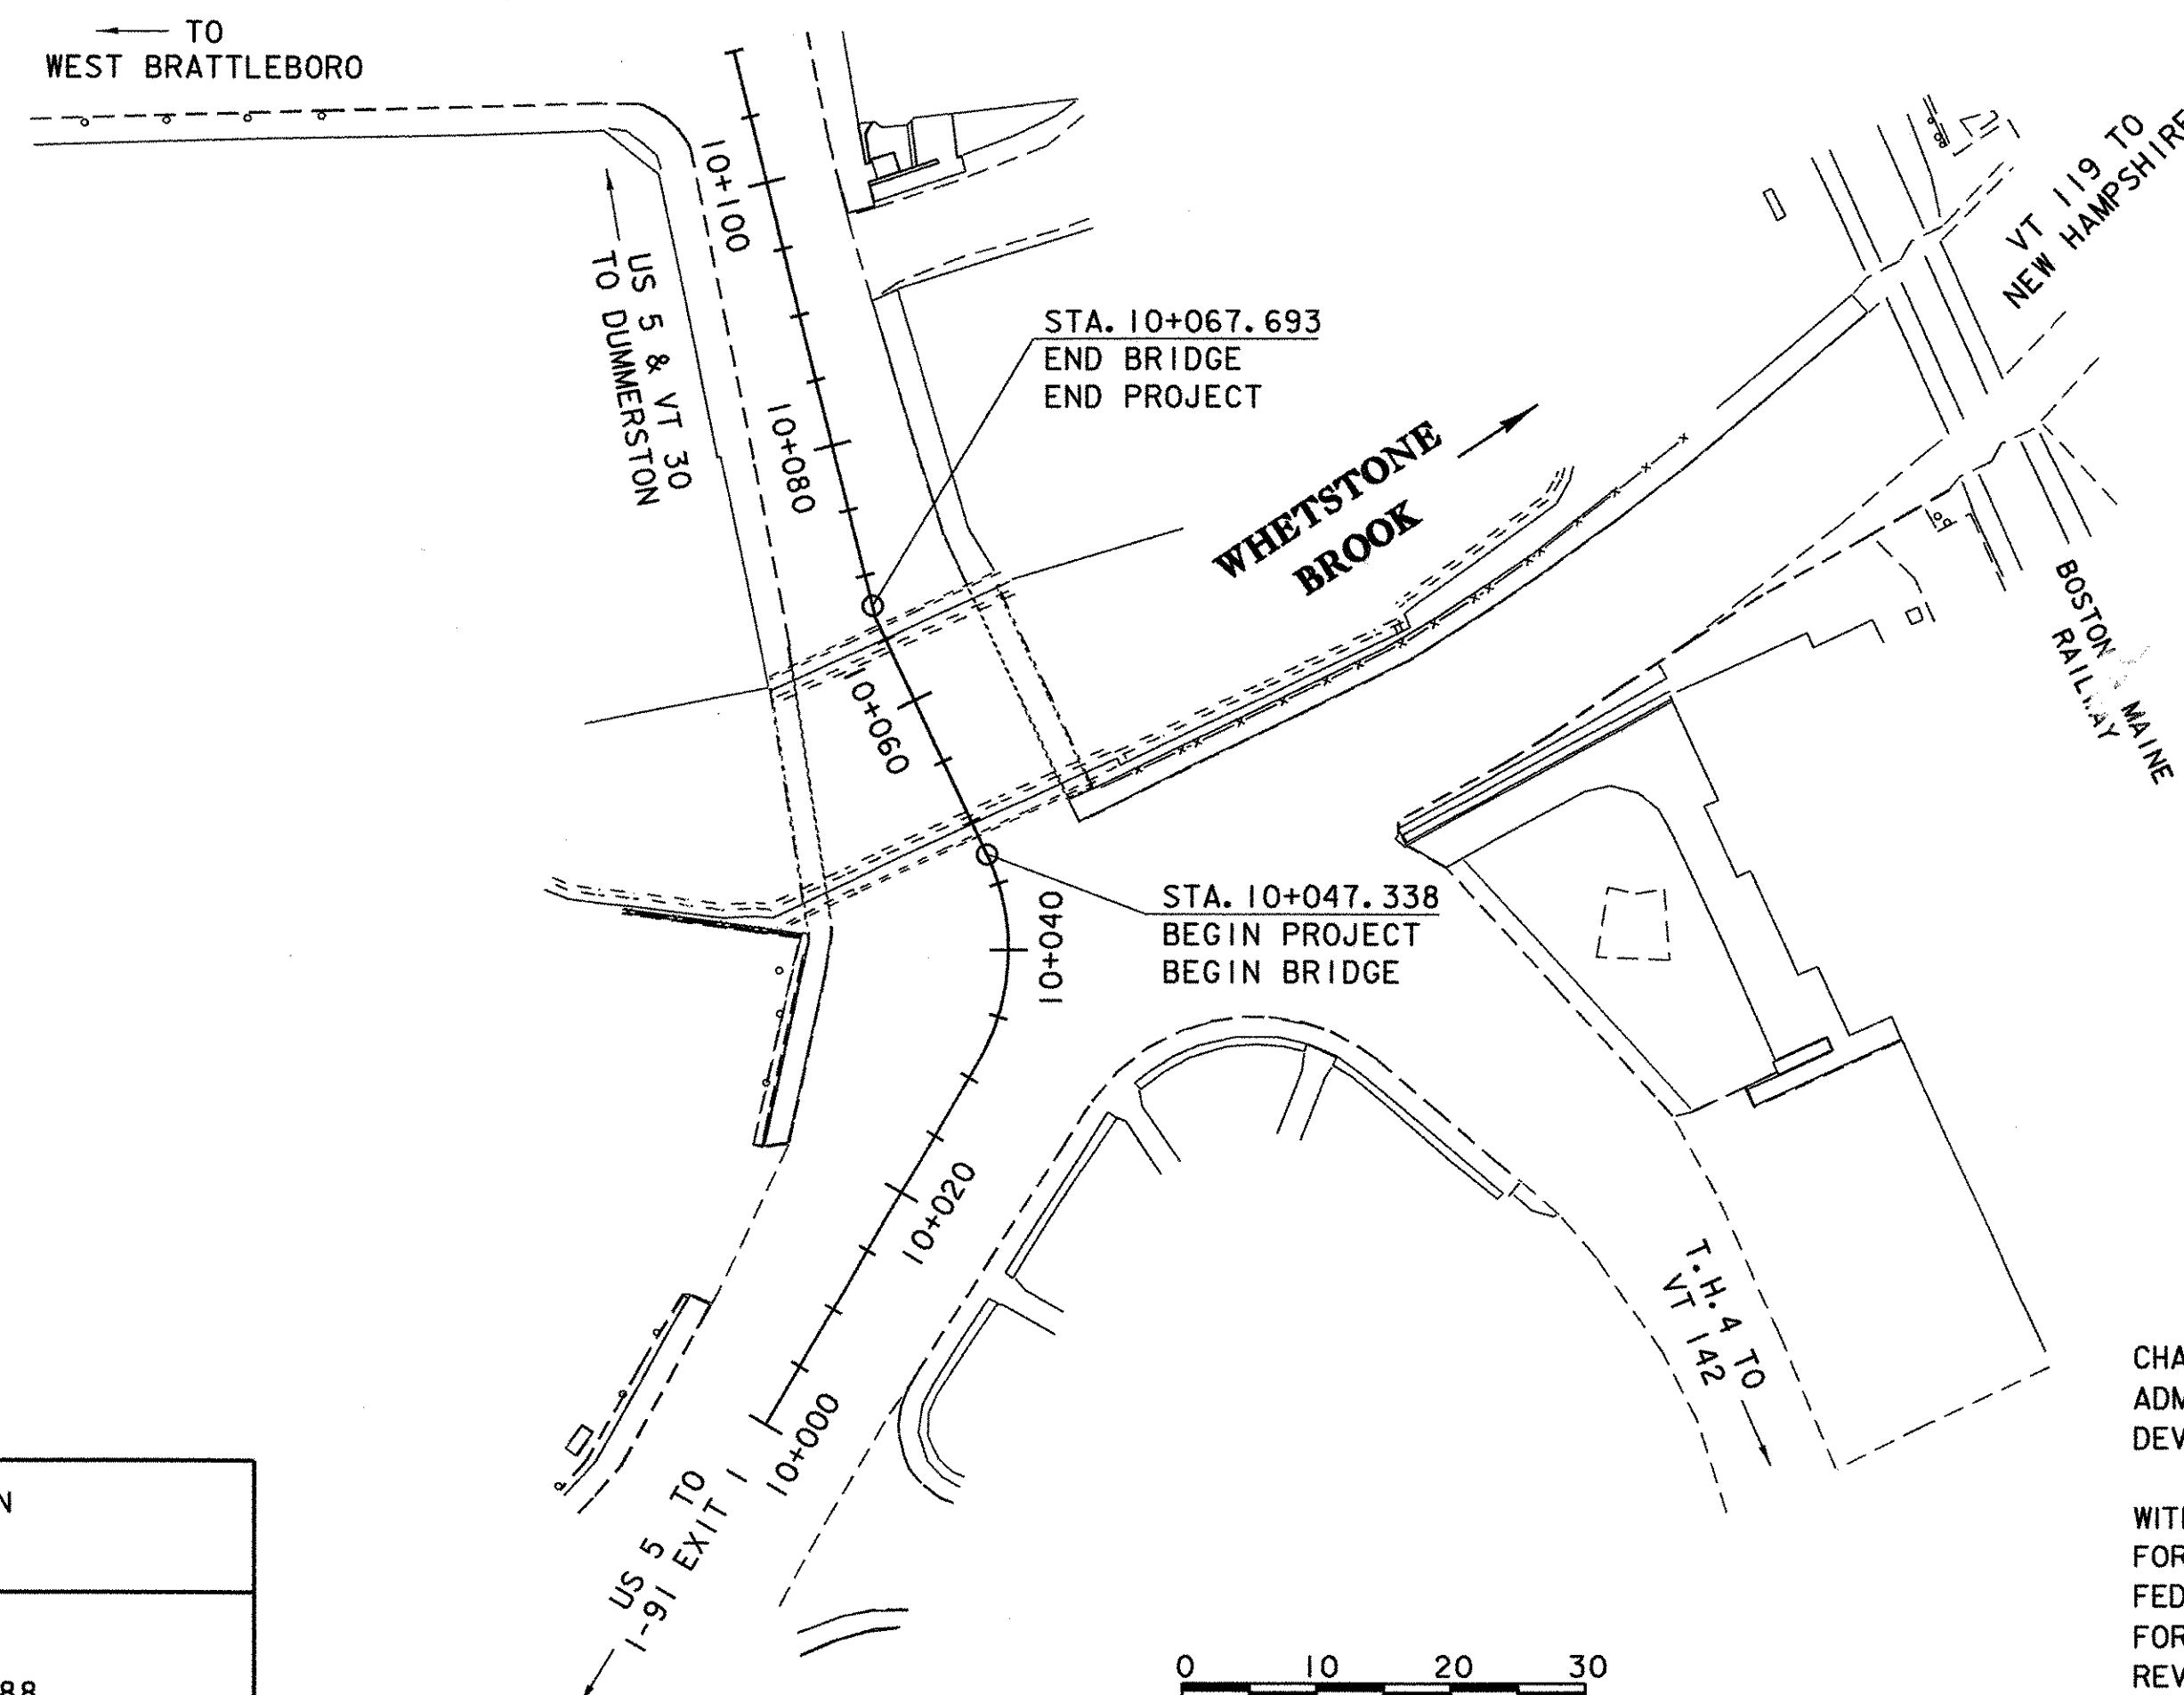 TO
WEST BRATTLEBORO
10+100
VT 119 TO
NEW HAMPSHIRE
US 5 & VT 30
TO DUMMERSTON
STA. 10+067.693
END BRIDGE
END PROJECT
10+080
WHETSTONE
BROOK
BOSTON MAINE
10+060
STA. 10+047.338
BEGIN PROJECT
BEGIN BRIDGE
10+040
10+020
T.H. 4 TO
VT 142
10+000
US 5 TO
I-91 EXIT 1
CHA
ADM
DEV
N
WIT
FOR
FED
FOR
REV
88
0 10 20 30